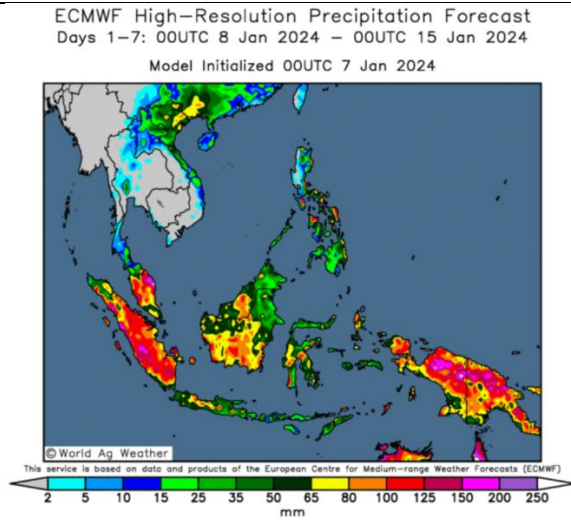 ECMWF High-Resolution Precipitation Forecast
Days 1-7: 00UTC 8 Jan 2024 - 00UTC 15 Jan 2024
Model Initialized 00UTC 7 Jan 2024
© World Ag Weather
This service is based on data and products of the European Centre for Medium-range Weather Forecasts (ECMWF)
2 5 10 15 25 35 50 65 80 100 125 150 200 250
mm